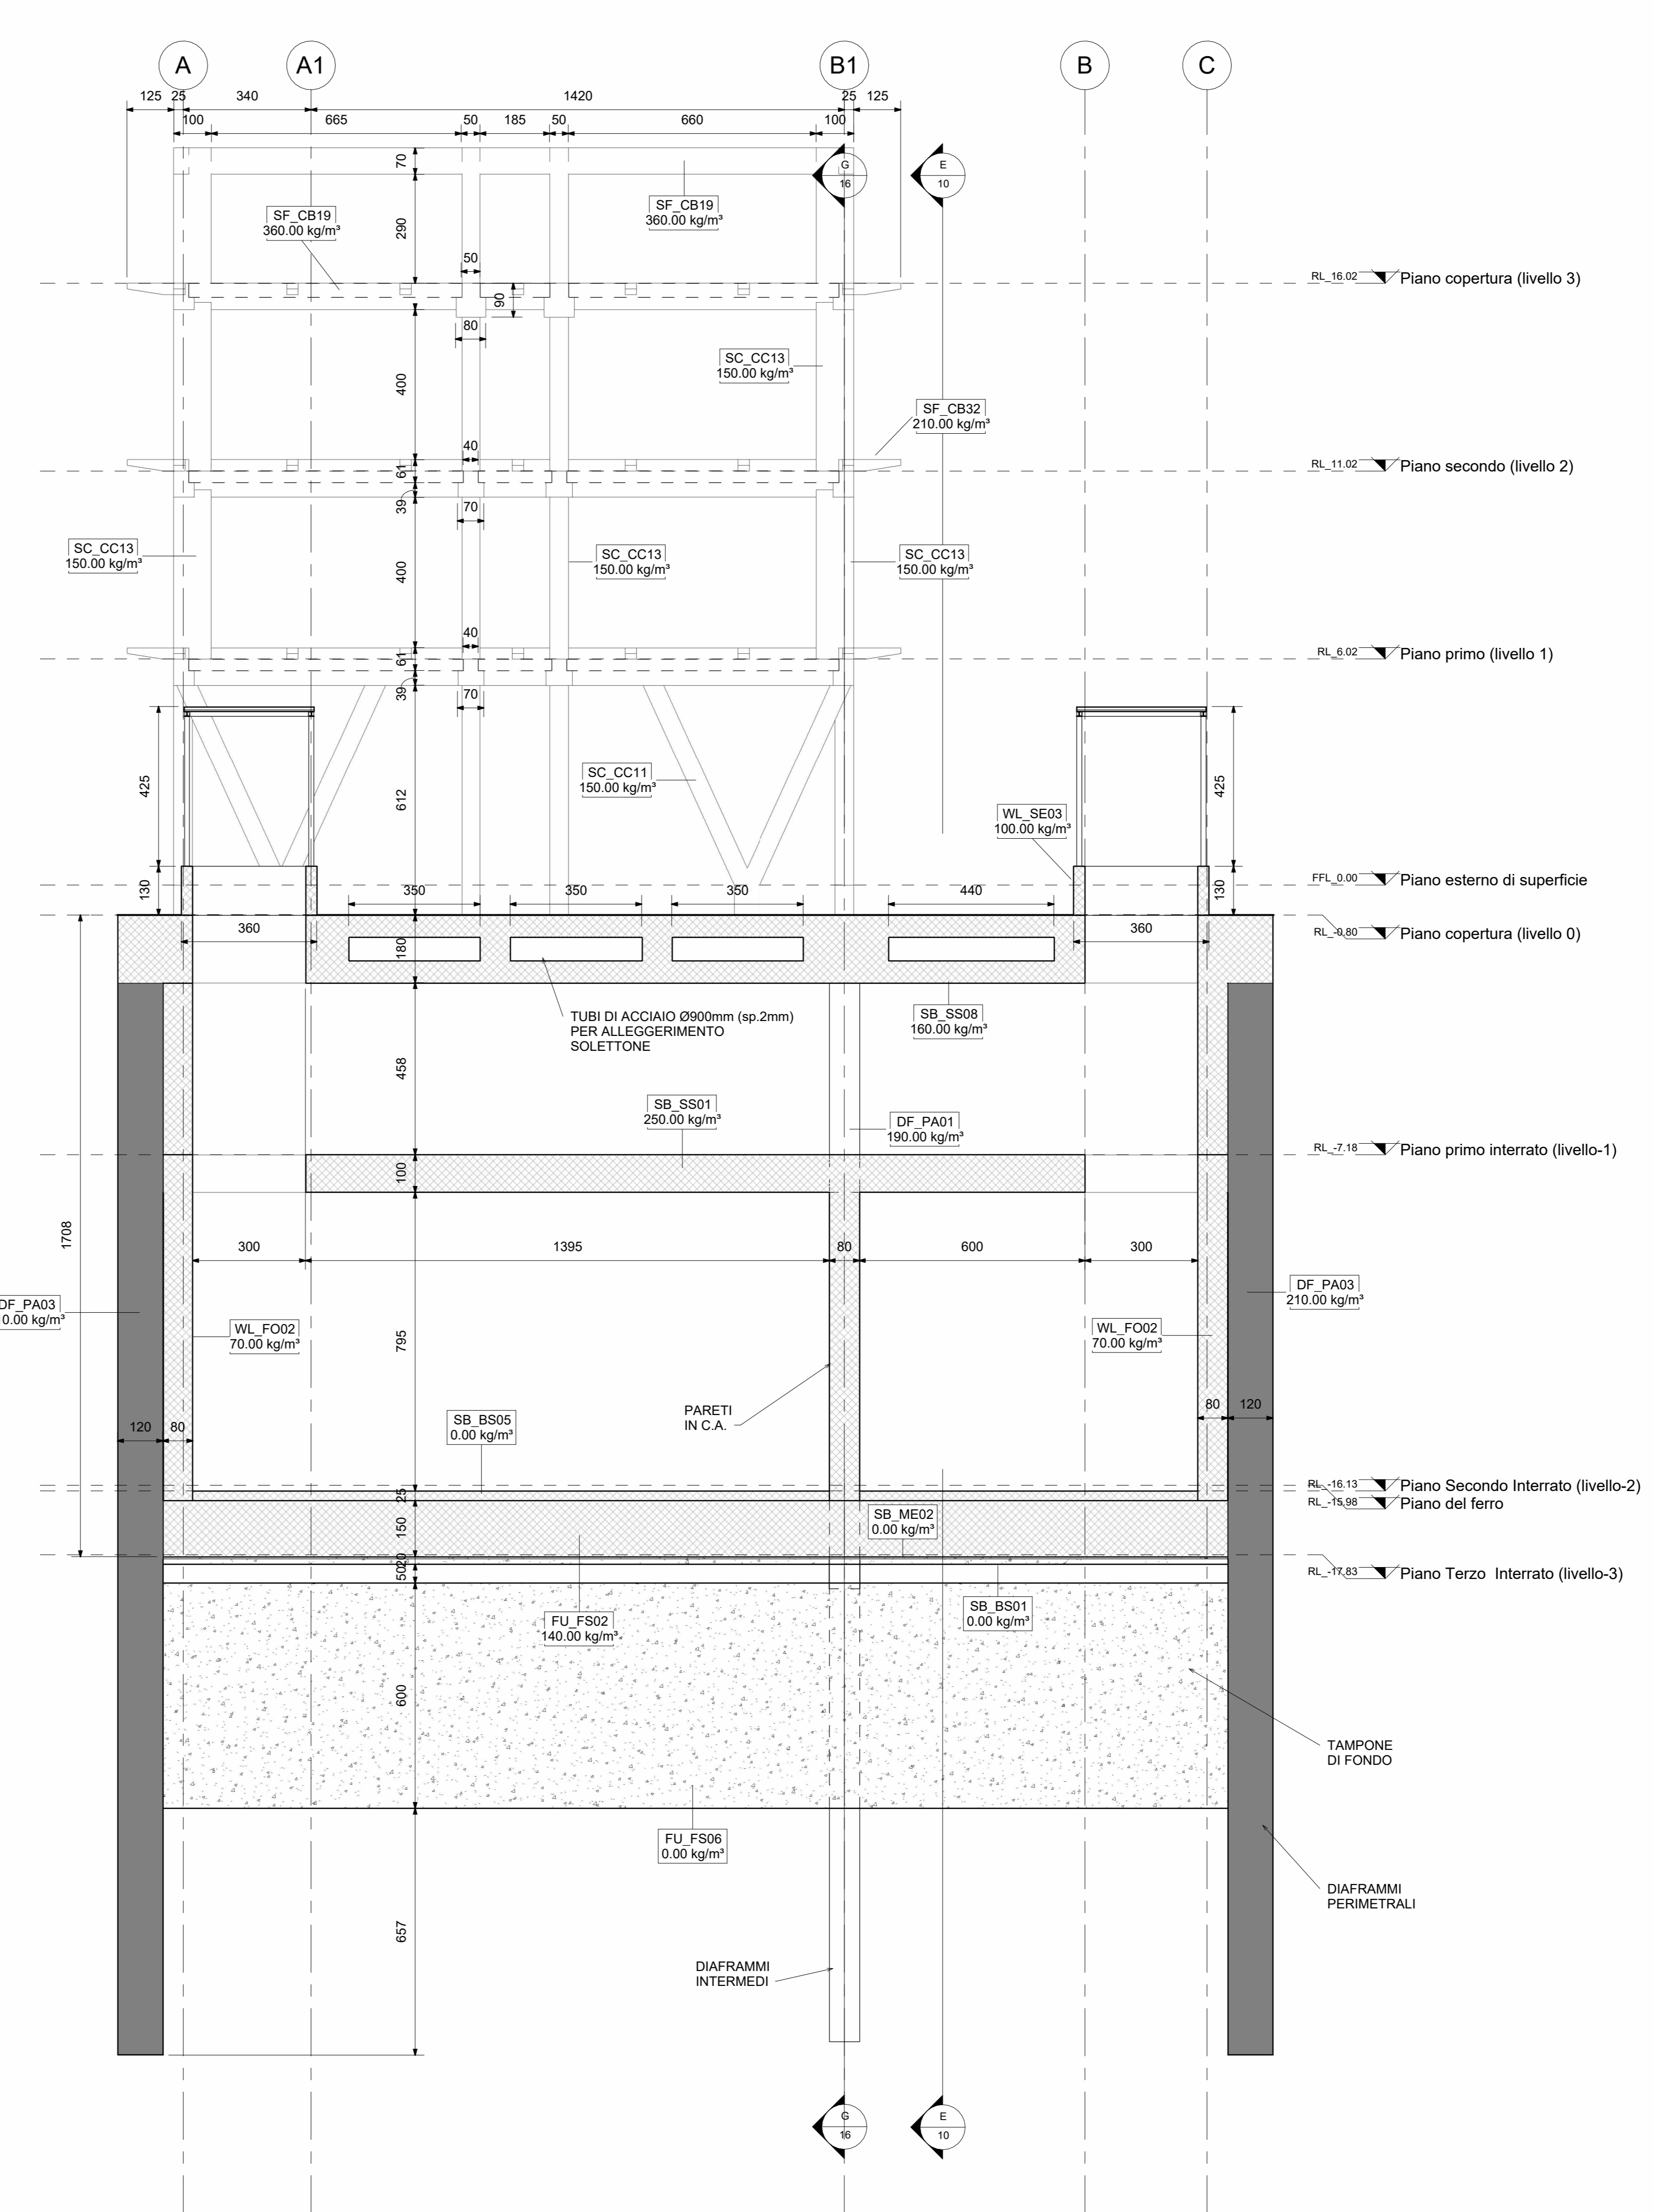 A
A1
B1
B
C
125
25
340
1420
25
125
100
665
50
185
50
660
100
70
G
16
E
10
SF_CB19
360.00 kg/m³
SF_CB19
360.00 kg/m³
290
50
RL_16.02
Piano copertura (livello 3)
90
80
SC_CC13
150.00 kg/m³
400
SF_CB32
210.00 kg/m³
40
61
RL_11.02
Piano secondo (livello 2)
39
70
SC_CC13
150.00 kg/m³
SC_CC13
150.00 kg/m³
SC_CC13
150.00 kg/m³
400
40
61
RL_6.02
Piano primo (livello 1)
39
70
425
612
SC_CC11
150.00 kg/m³
425
WL_SE03
100.00 kg/m³
130
350
350
350
440
130
FFL_0.00
Piano esterno di superficie
360
180
360
RL_-0.80
Piano copertura (livello 0)
TUBI DI ACCIAIO Ø900mm (sp.2mm)
PER ALLEGGERIMENTO
SOLETTONE
SB_SS08
160.00 kg/m³
458
SB_SS01
250.00 kg/m³
DF_PA01
190.00 kg/m³
RL_-7.18
Piano primo interrato (livello-1)
100
1708
300
1395
80
600
300
DF_PA03
0.00 kg/m³
DF_PA03
210.00 kg/m³
WL_FO02
70.00 kg/m³
795
WL_FO02
70.00 kg/m³
PARETI
IN C.A.
120
80
SB_BS05
0.00 kg/m³
80
120
25
RL_-16.13
Piano Secondo Interrato (livello-2)
RL_-15.98
Piano del ferro
150
SB_ME02
0.00 kg/m³
20
50
RL_-17.83
Piano Terzo  Interrato (livello-3)
FU_FS02
140.00 kg/m³
SB_BS01
0.00 kg/m³
600
TAMPONE
DI FONDO
FU_FS06
0.00 kg/m³
DIAFRAMMI
PERIMETRALI
657
DIAFRAMMI
INTERMEDI
G
16
E
10